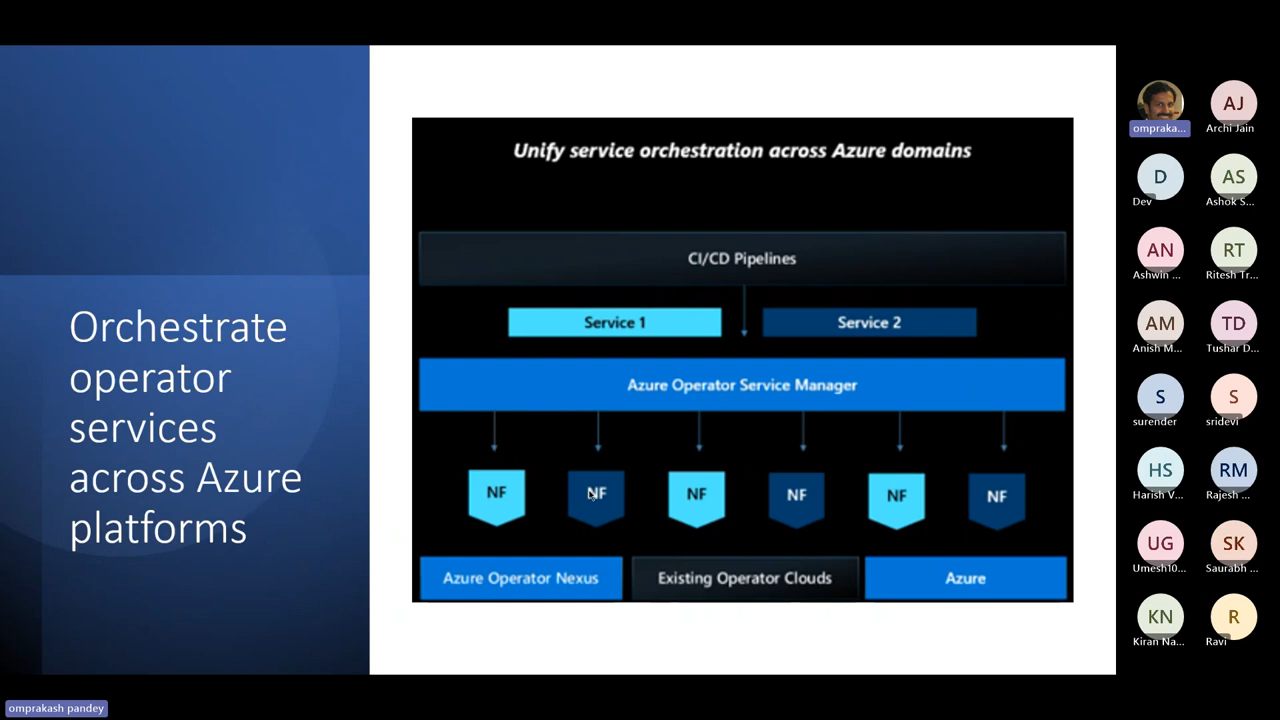 Orchestrate
operator
services
across Azure
platforms
Unify service orchestration across Azure domains
CI/CD Pipelines
Service 1
Service 2
Azure Operator Service Manager
NF
NF
NF
NF
NF
NF
Azure Operator Nexus
Existing Operator Clouds
Azure
ompraka...
AJ
Archi Jain
D
Dev
AS
Ashok S...
AN
Ashwin ...
RT
Ritesh Tr...
AM
Anish M...
TD
Tushar D...
S
surender
S
sridevi
HS
Harish V...
RM
Rajesh ...
UG
Umesh10...
SK
Saurabh ...
KN
Kiran Na...
R
Ravi
omprakash pandey